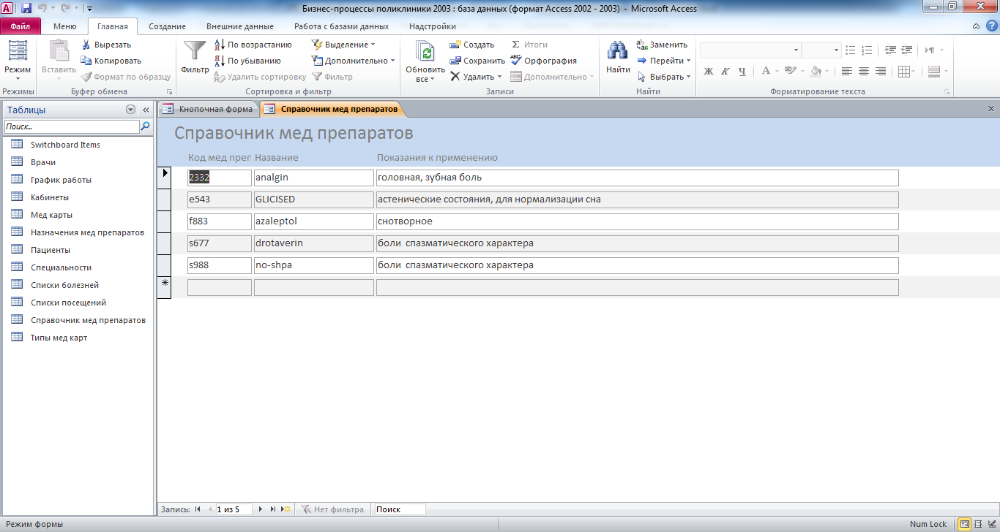 Бизнес-процессы поликлиники 2003 : база данных (формат Access 2002 - 2003) - Microsoft Access
Файл Меню Главная Создание Внешние данные Работа с базами данных Надстройки
Режим
Режимы
Вставить
Вырезать
Копировать
Формат по образцу
Буфер обмена
Фильтр
По возрастанию
По убыванию
Удалить сортировку
Выделение
Дополнительно
Фильтр
Сортировка и фильтр
Обновить
все
Создать
Сохранить
Удалить
Итоги
Орфография
Дополнительно
Записи
Найти
Заменить
Перейти
Выбрать
Найти
Ж К Ч А
Форматирование текста
Таблицы
Поиск...
Switchboard Items
Врачи
График работы
Кабинеты
Мед карты
Назначения мед препаратов
Пациенты
Специальности
Списки болезней
Списки посещений
Справочник мед препаратов
Типы мед карт
Кнопочная форма Справочник мед препаратов
Справочник мед препаратов
Код мед преп Название Показания к применению
2332 analgin головная, зубная боль
e543 GLICISED астенические состояния, для нормализации сна
f883 azaleptol снотворное
s677 drotaverin боли спазматического характера
s988 no-shpa боли спазматического характера
Запись: 1 из 5 Нет фильтра Поиск
Режим формы Num Lock